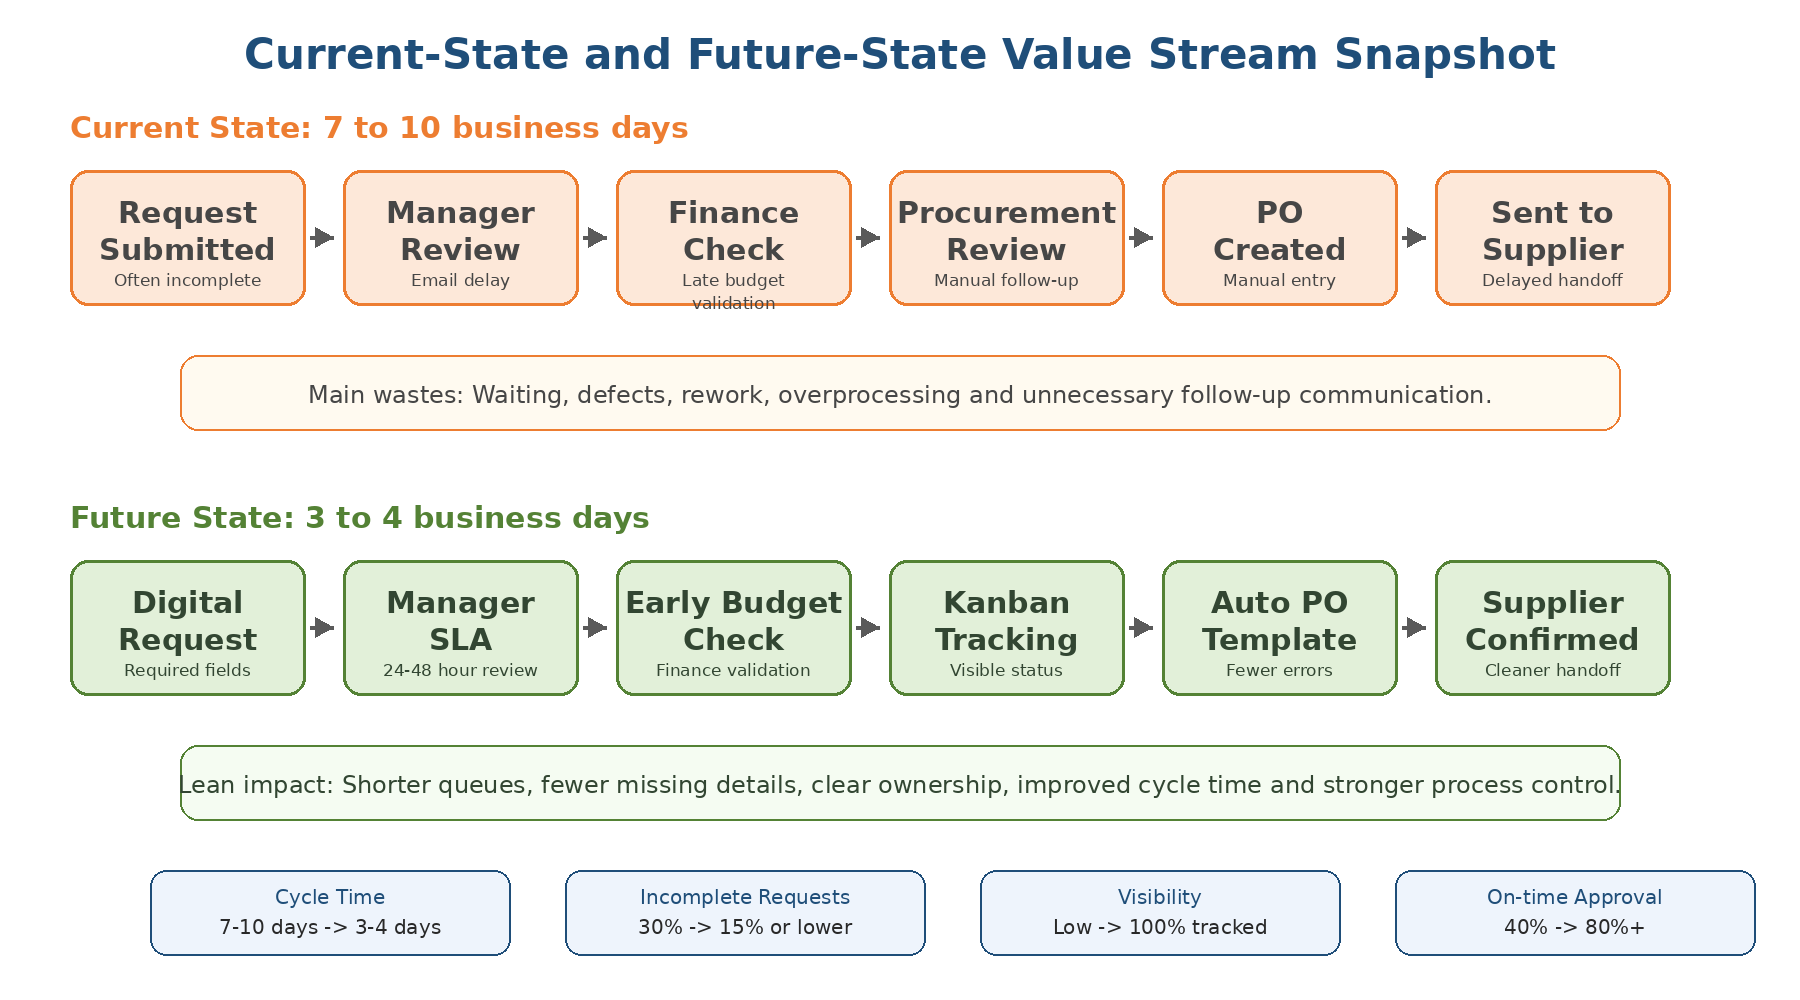 Current-State and Future-State Value Stream Snapshot
Current State: 7 to 10 business days
Request
Submitted
Often incomplete
Manager
Review
Email delay
Finance
Check
Late budget
validation
Procurement
Review
Manual follow-up
PO
Created
Manual entry
Sent to
Supplier
Delayed handoff
Main wastes: Waiting, defects, rework, overprocessing and unnecessary follow-up communication.
Future State: 3 to 4 business days
Digital
Request
Required fields
Manager
SLA
24-48 hour review
Early Budget
Check
Finance validation
Kanban
Tracking
Visible status
Auto PO
Template
Fewer errors
Supplier
Confirmed
Cleaner handoff
Lean impact: Shorter queues, fewer missing details, clear ownership, improved cycle time and stronger process control.
Cycle Time
7-10 days -> 3-4 days
Incomplete Requests
30% -> 15% or lower
Visibility
Low -> 100% tracked
On-time Approval
40% -> 80%+